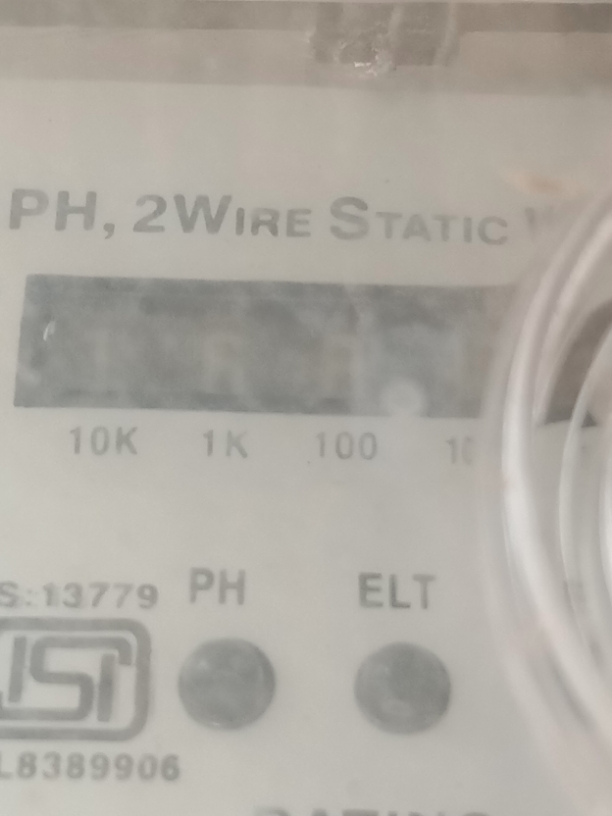 PH, 2WIRE STATIC
10K 1K 100
S:13779 PH ELT
ISI
L8389906